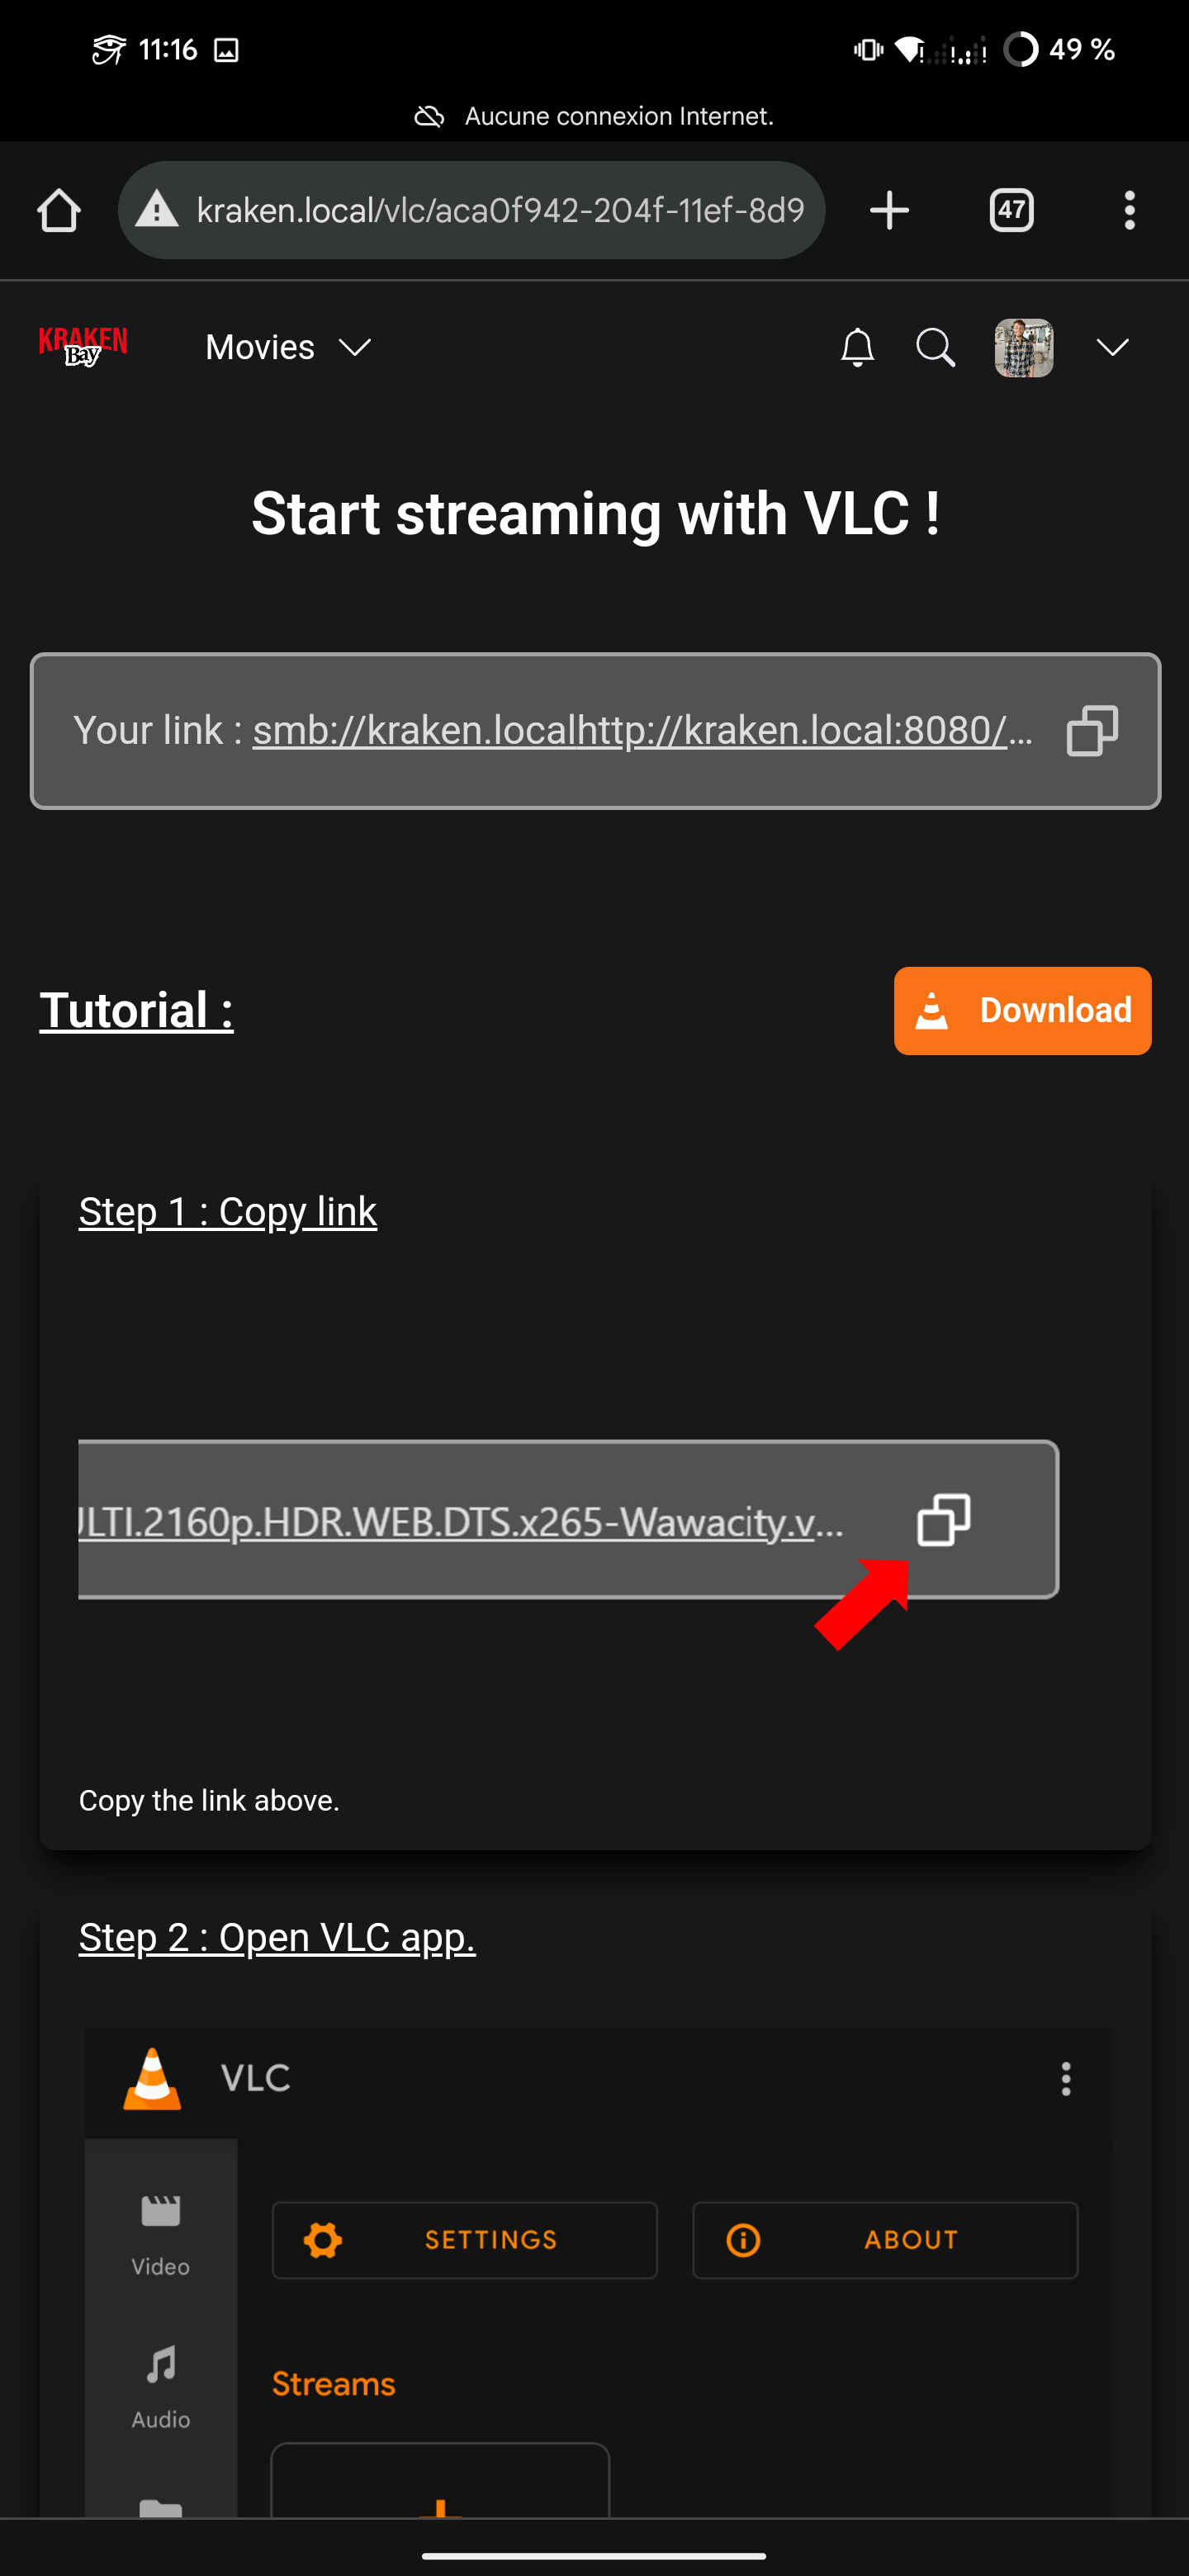 11:16
49 %
Aucune connexion Internet.
kraken.local/vlc/aca0f942-204f-11ef-8d9
47
KRAKEN
Bay
Movies
Start streaming with VLC !
Your link : smb://kraken.localhttp://kraken.local:8080/...
Tutorial :
Download
Step 1 : Copy link
JLTI.2160p.HDR.WEB.DTS.x265-Wawacity.v...
Copy the link above.
Step 2 : Open VLC app.
VLC
Video
SETTINGS
ABOUT
Streams
Audio